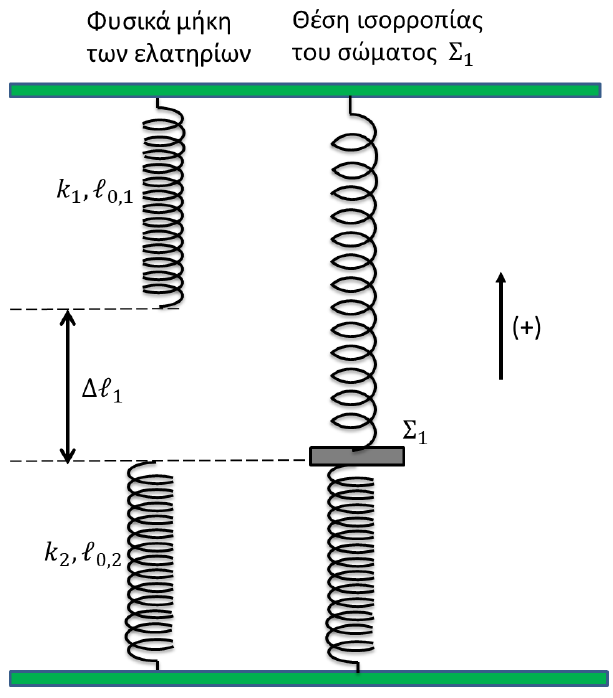 Φυσικά μήκη
των ελατηρίων
Θέση ισορροπίας
του σώματος Σ₁
k₁, ℓ₀,₁
(+)
Δℓ₁
Σ₁
k₂, ℓ₀,₂